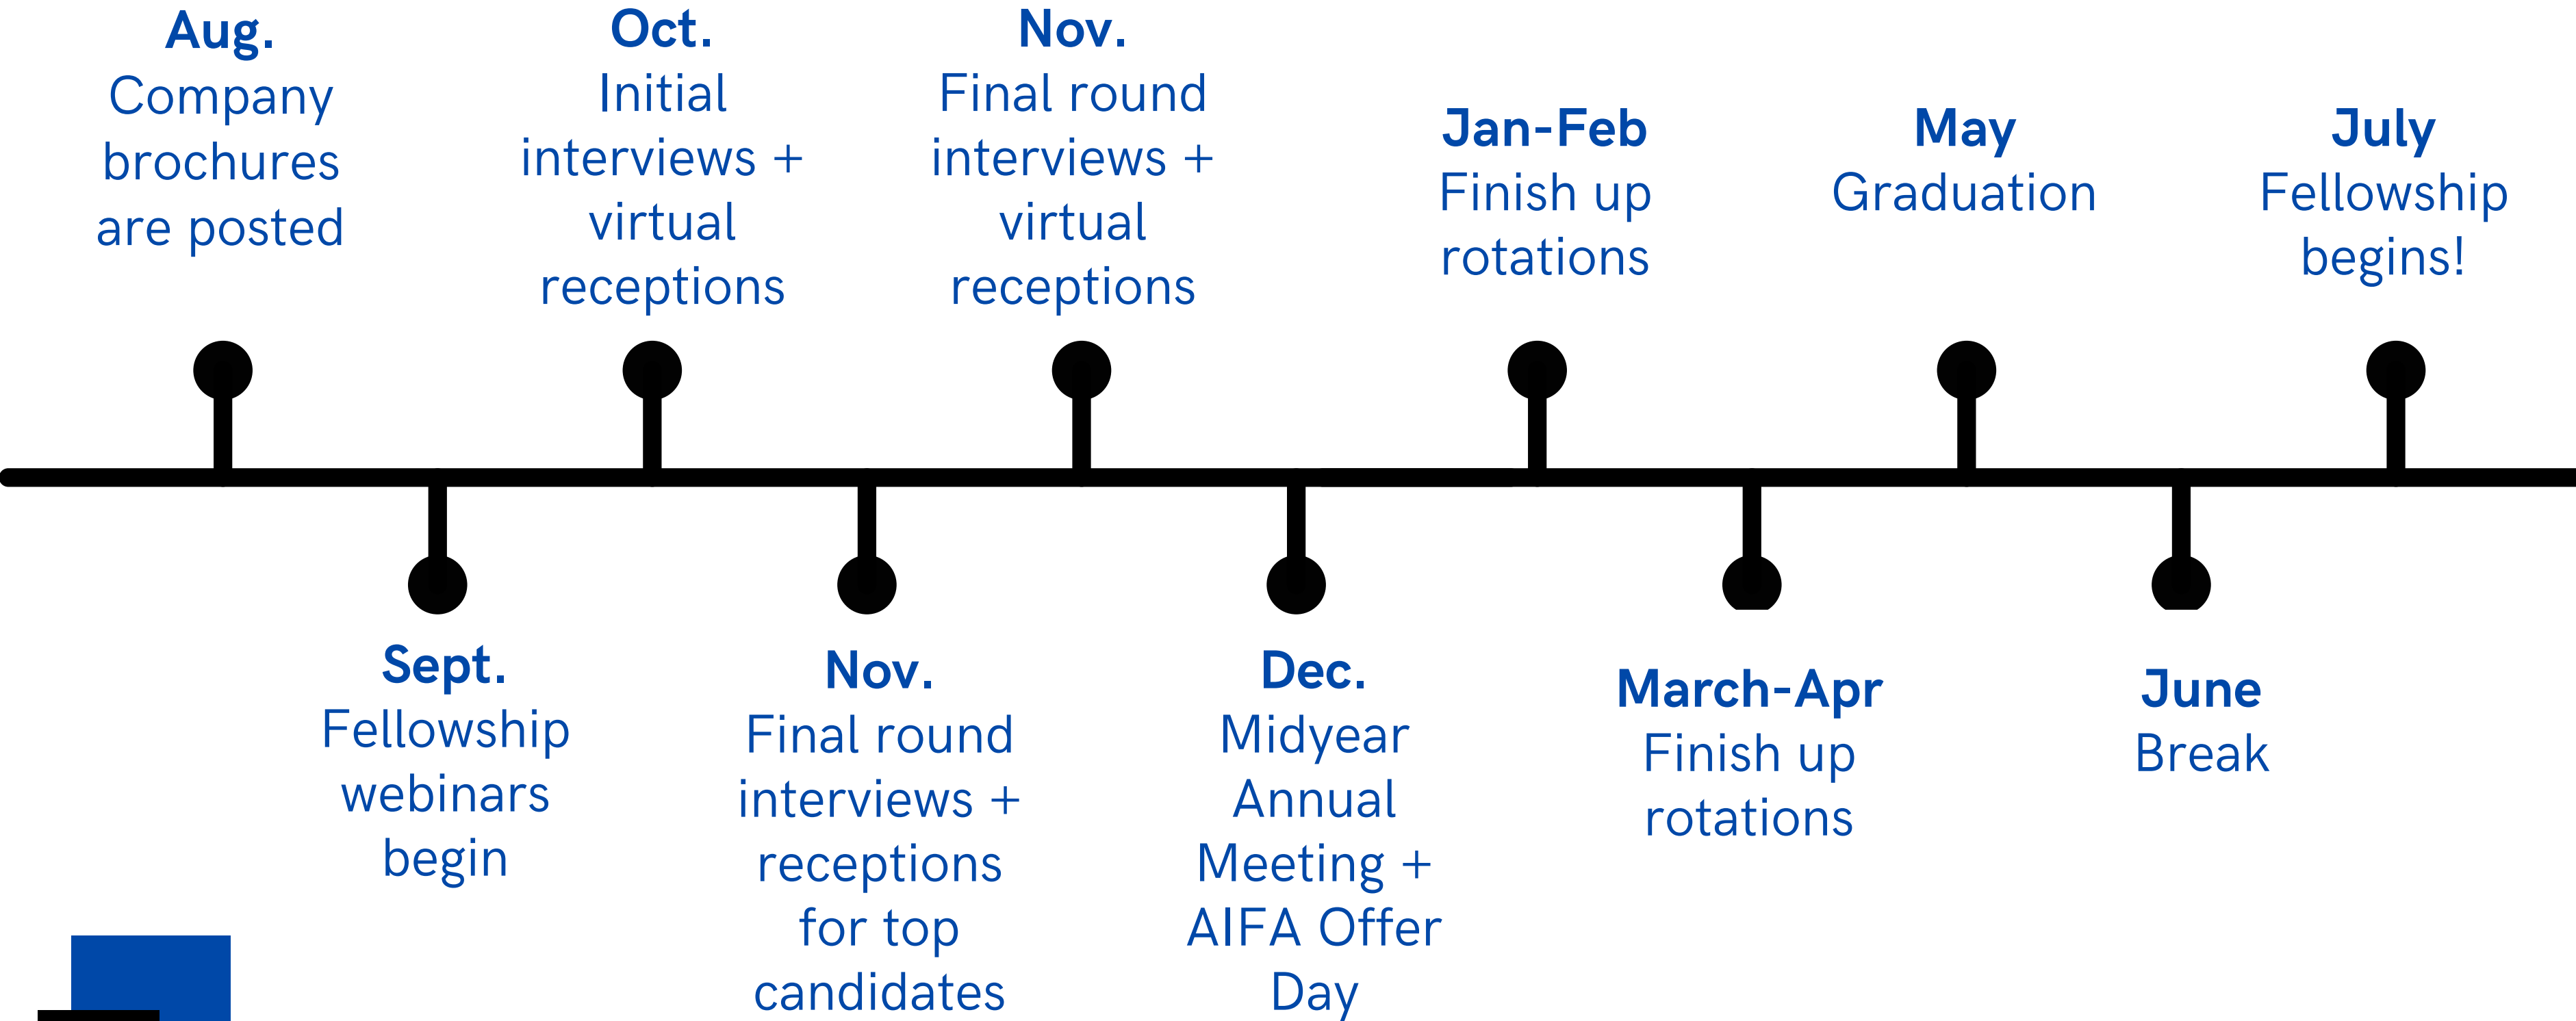 Aug.
Company
brochures
are posted
Sept.
Fellowship
webinars
begin
Oct.
Initial
interviews +
virtual
receptions
Nov.
Final round
interviews +
receptions
for top
candidates
Nov.
Final round
interviews +
virtual
receptions
Dec.
Midyear
Annual
Meeting +
AIFA Offer
Day
Jan-Feb
Finish up
rotations
March-Apr
Finish up
rotations
May
Graduation
June
Break
July
Fellowship
begins!